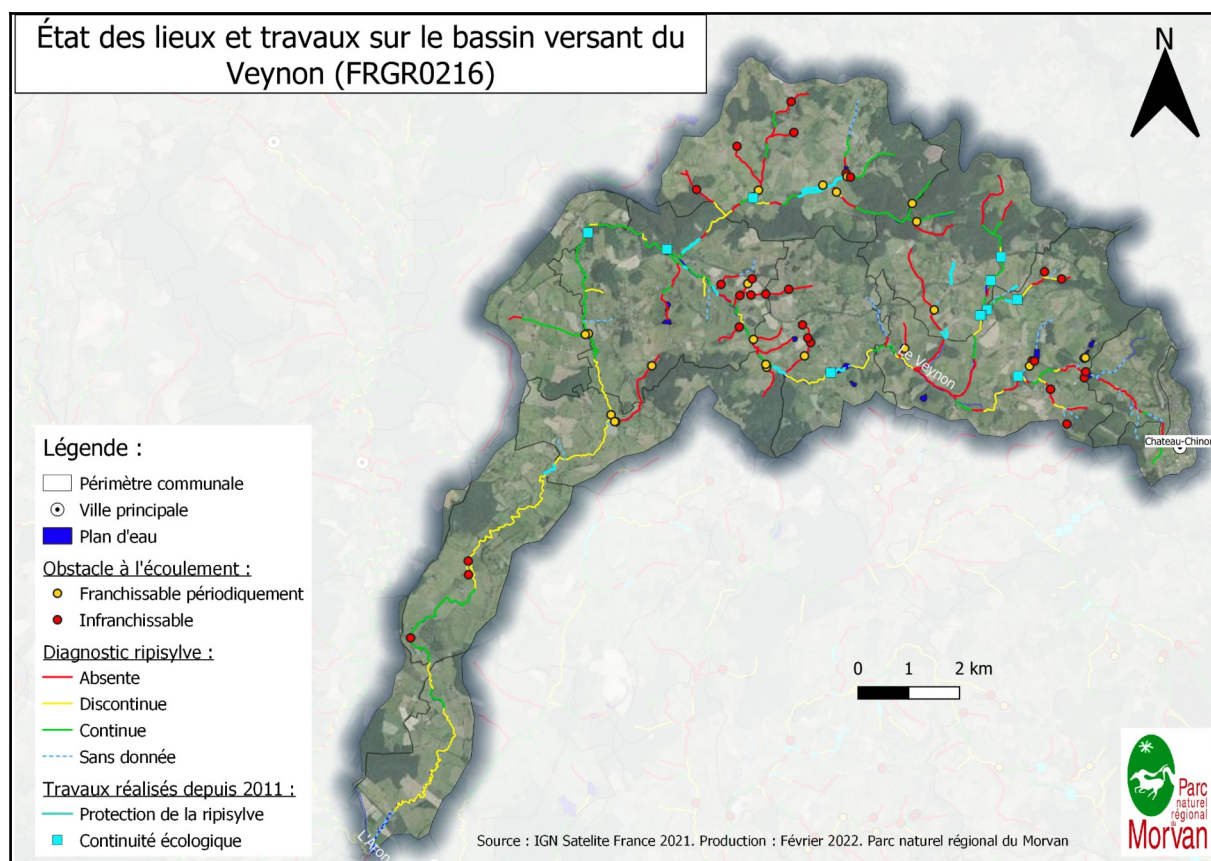 État des lieux et travaux sur le bassin versant du
Veynon (FRGR0216)
N
Le Veynon
Chateau-Chinon
Légende :
Périmètre communale
Ville principale
Plan d'eau
Obstacle à l'écoulement :
Franchissable périodiquement
Infranchissable
Diagnostic ripisylve :
Absente
Discontinue
Continue
Sans donnée
Travaux réalisés depuis 2011 :
Protection de la ripisylve
Continuité écologique
0 1 2 km
L'Aron
Source : IGN Satelite France 2021. Production : Février 2022. Parc naturel régional du Morvan
Parc
naturel
régional
du
Morvan